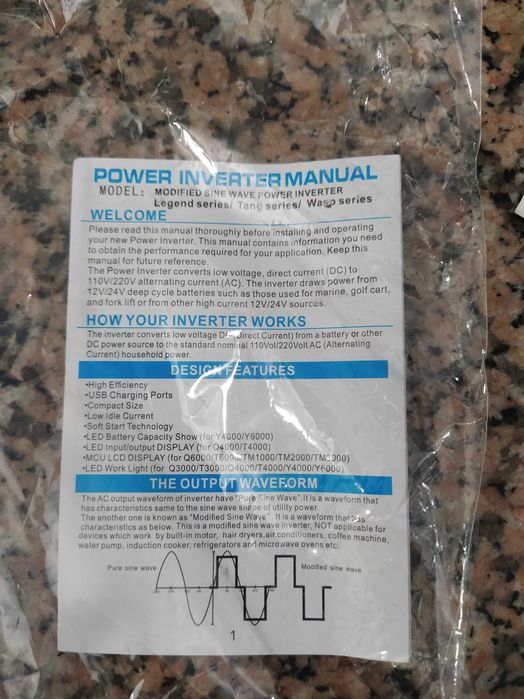 POWER INVERTER MANUAL
MODEL: MODIFIED SINE WAVE POWER INVERTER
Legend series/ Tang series/ Wasp series
WELCOME
Please read this manual thoroughly before installing and operating
your new Power Inverter. This manual contains information you need
to obtain the performance required for your application. Keep this
manual for future reference.
The Power Inverter converts low voltage, direct current (DC) to
110V/220V alternating current (AC). The inverter draws power from
12V/24V deep cycle batteries such as those used for marine, golf cart,
and fork lift or from other high current 12V/24V sources.
HOW YOUR INVERTER WORKS
The inverter converts low voltage DC (Direct Current) from a battery or other
DC power source to the standard nominal 110Vol/220Volt AC (Alternating
Current) household power.
DESIGN FEATURES
•High Efficiency
•USB Charging Ports
•Compact Size
•Low Idle Current
•Soft Start Technology
•LED Battery Capacity Show (for Y4000/Y6000)
•LED Input/output DISPLAY (for Q4000/T4000)
•MCU LCD DISPLAY (for Q6000/T6000/TM1000/TM2000/TM3000)
•LED Work Light (for Q3000/T3000/Q4000/T4000/Y4000/Y6000)
THE OUTPUT WAVEFORM
The AC output waveform of inverter have "Pure Sine Wave".It is a waveform that
has characteristics same to the sine wave shape of utility power.
The another one is known as "Modified Sine Wave". It is a waveform that has
characteristics as below. This is a modified sine wave inverter, NOT applicable for
devices which work by built-in motor, hair dryers,air conditioners, coffee machine,
water pump, induction cooker, refrigerators and microwave ovens etc.
Pure sine wave
Modified sine wave
1